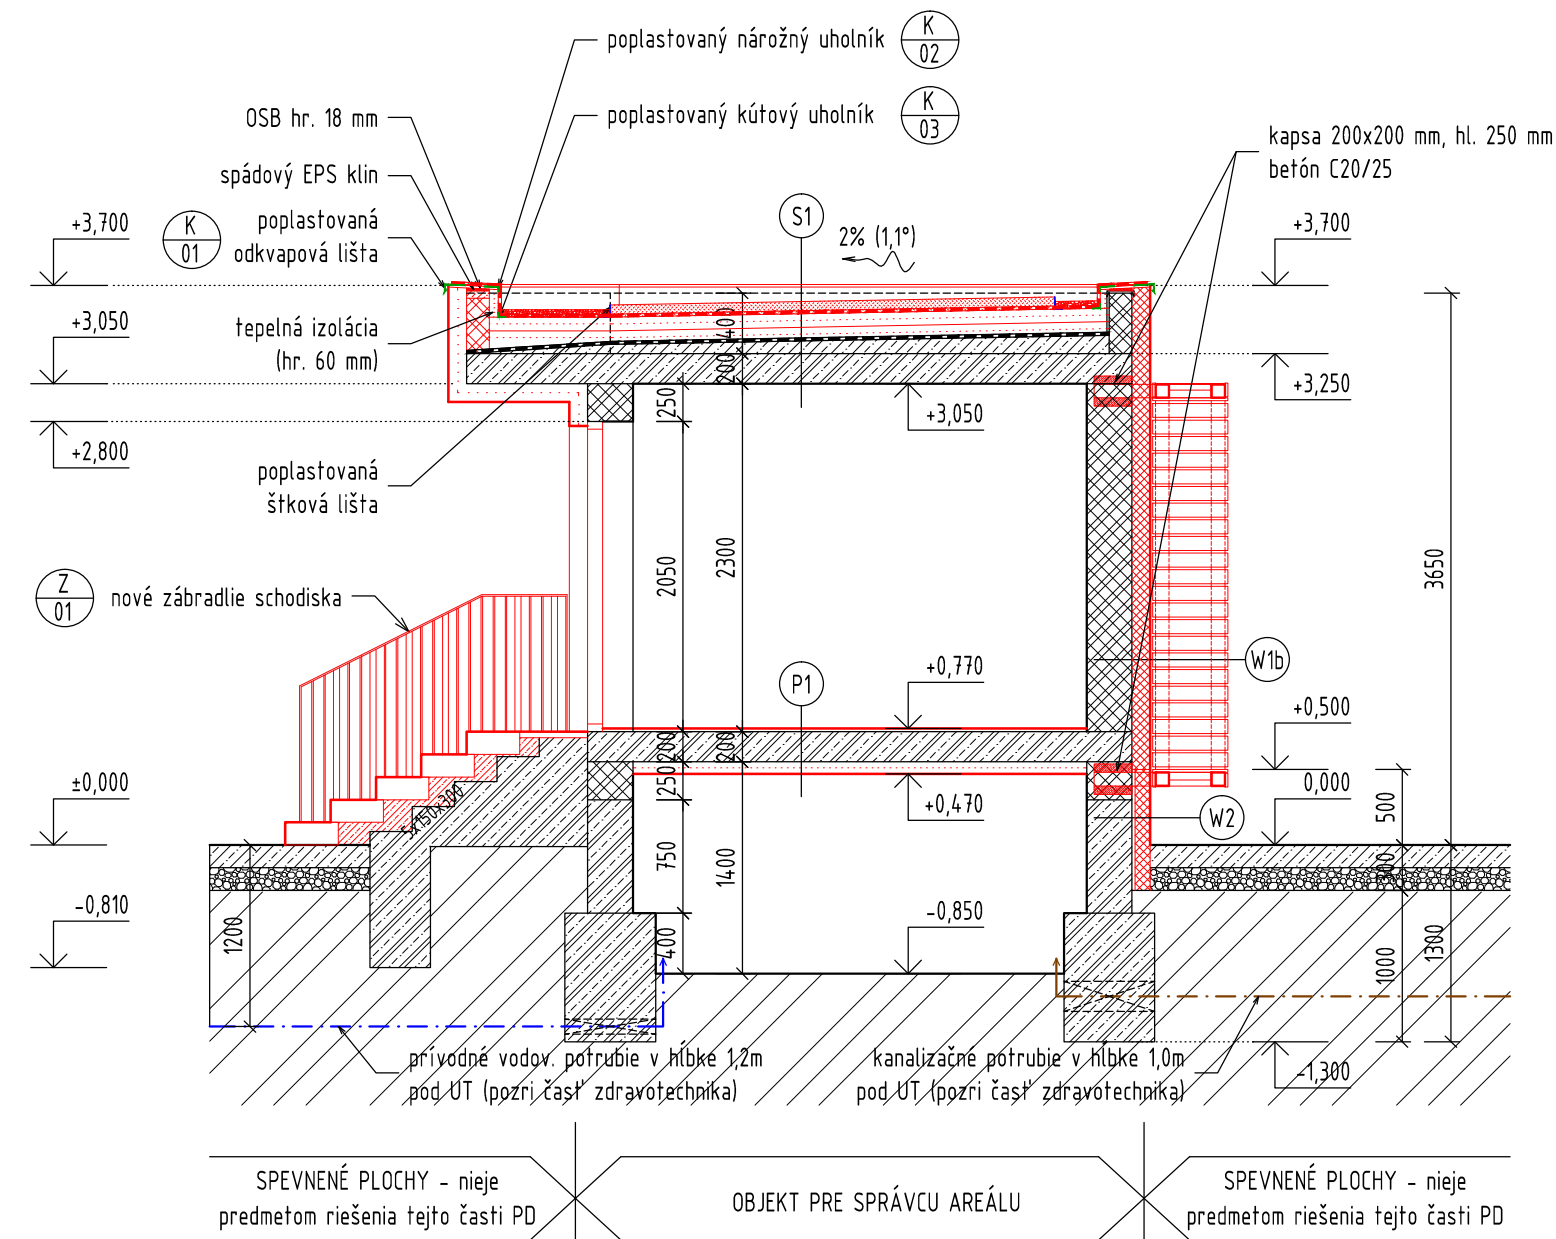 poplastovaný nárožný uholník
K
02
OSB hr. 18 mm
poplastovaný kútový uholník
K
03
kapsa 200x200 mm, hl. 250 mm
betón C20/25
spádový EPS klin
+3,700
K
01
poplastovaná
odkvapová lišta
S1
2% (1,1°)
+3,700
+3,050
tepelná izolácia
(hr. 60 mm)
400
200
250
+3,250
+3,050
+2,800
poplastovaná
štková lišta
2050
2300
3650
Z
01
nové zábradlie schodiska
W1b
P1
+0,770
+0,500
200
200
250
±0,000
5x150x300
+0,470
0,000
500
W2
750
1400
300
-0,810
1200
-0,850
400
1000
1300
prívodné vodov. potrubie v hĺbke 1,2m
pod UT (pozri časť zdravotechnika)
kanalizačné potrubie v hĺbke 1,0m
pod UT (pozri časť zdravotechnika)
-1,300
SPEVNENÉ PLOCHY - nieje
predmetom riešenia tejto časti PD
OBJEKT PRE SPRÁVCU AREÁLU
SPEVNENÉ PLOCHY - nieje
predmetom riešenia tejto časti PD